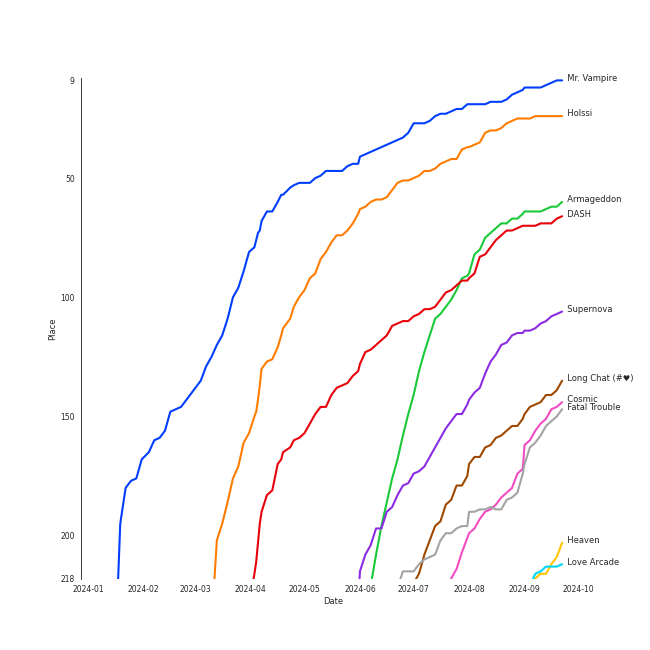 9
Mr. Vampire
Holssi
50
Armageddon
DASH
100
Supernova
Place
Long Chat (#♥)
Cosmic
Fatal Trouble
150
200
Heaven
Love Arcade
218
2024-01
2024-02
2024-03
2024-04
2024-05
2024-06
2024-07
2024-08
2024-09
2024-10
Date